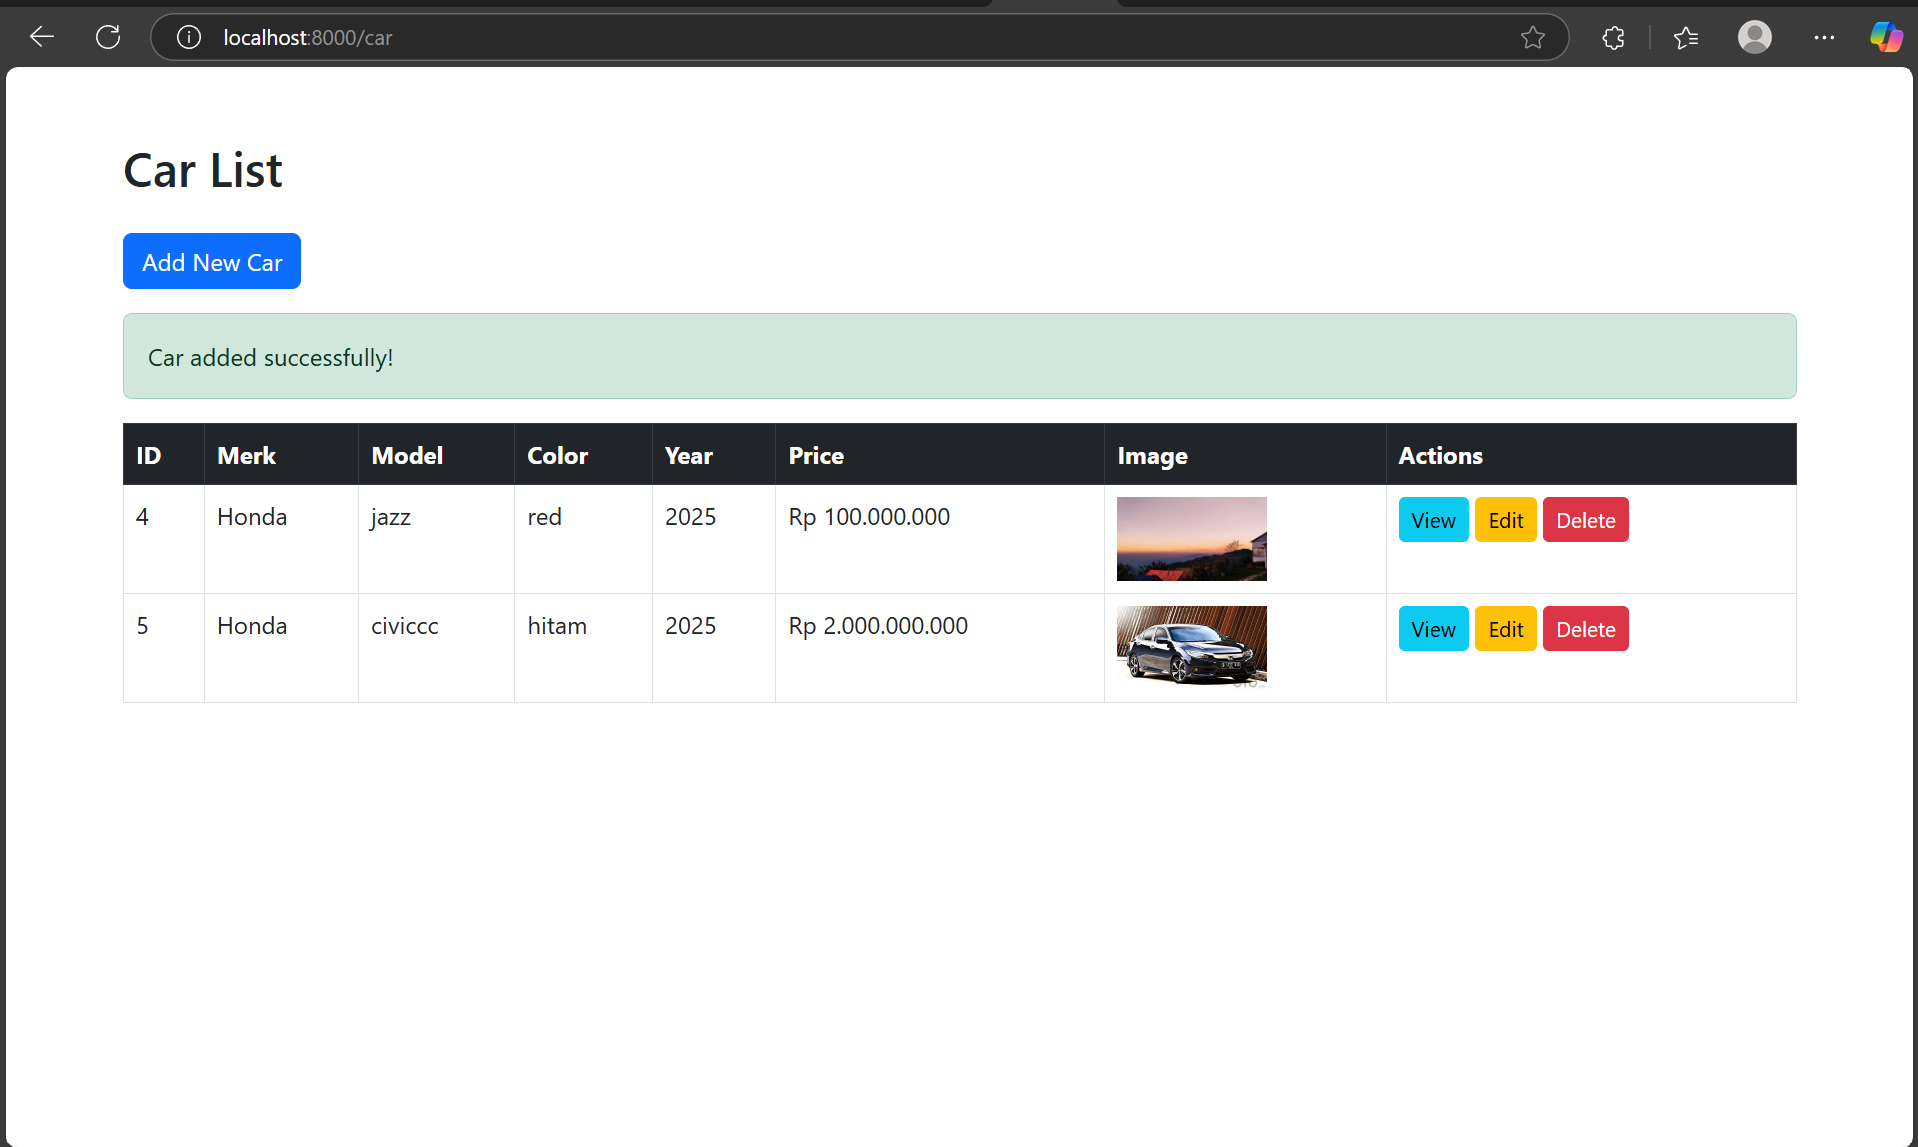 localhost:8000/car
Car List
Add New Car
Car added successfully!
ID Merk Model Color Year Price Image Actions
4 Honda jazz red 2025 Rp 100.000.000 View Edit Delete
5 Honda civiccc hitam 2025 Rp 2.000.000.000 View Edit Delete